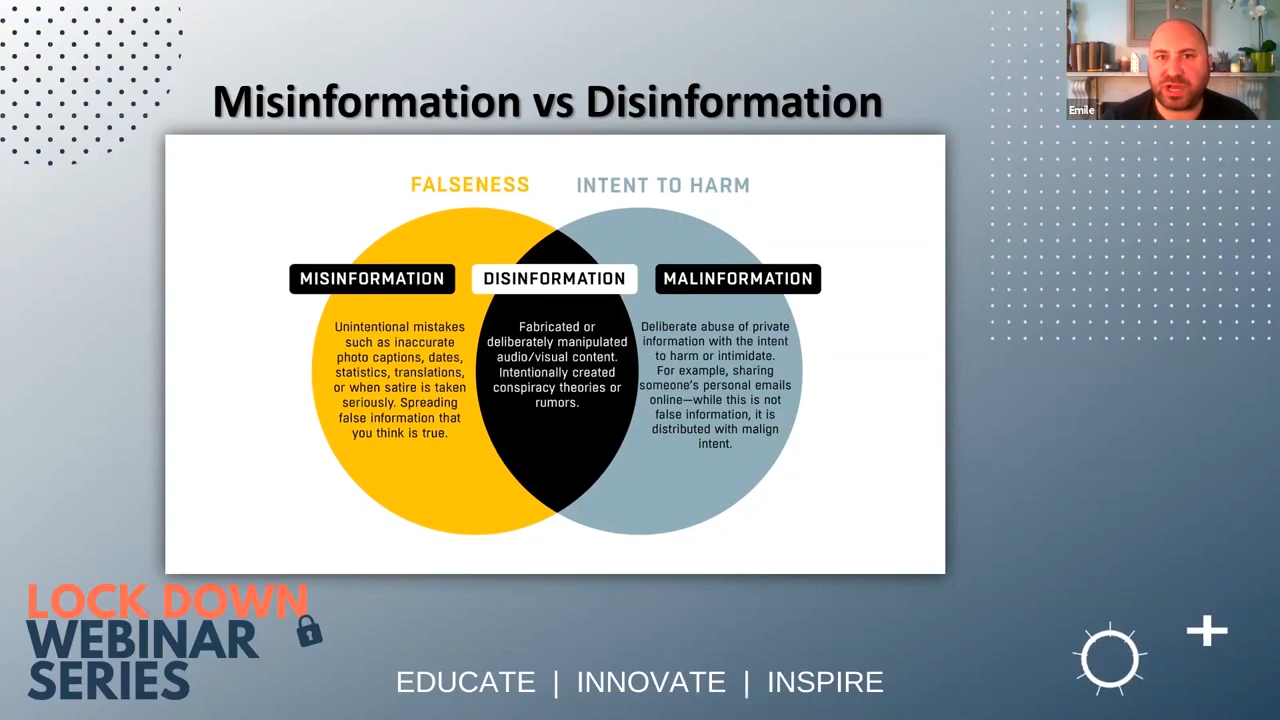 Misinformation vs Disinformation
Emile
FALSENESS
INTENT TO HARM
MISINFORMATION
Unintentional mistakes
such as inaccurate
photo captions, dates,
statistics, translations,
or when satire is taken
seriously. Spreading
false information that
you think is true.
DISINFORMATION
Fabricated or
deliberately manipulated
audio/visual content.
Intentionally created
conspiracy theories or
rumors.
MALINFORMATION
Deliberate abuse of private
information with the intent
to harm or intimidate.
For example, sharing
someone's personal emails
online—while this is not
false information, it is
distributed with malign
intent.
LOCK DOWN
WEBINAR
SERIES
EDUCATE | INNOVATE | INSPIRE